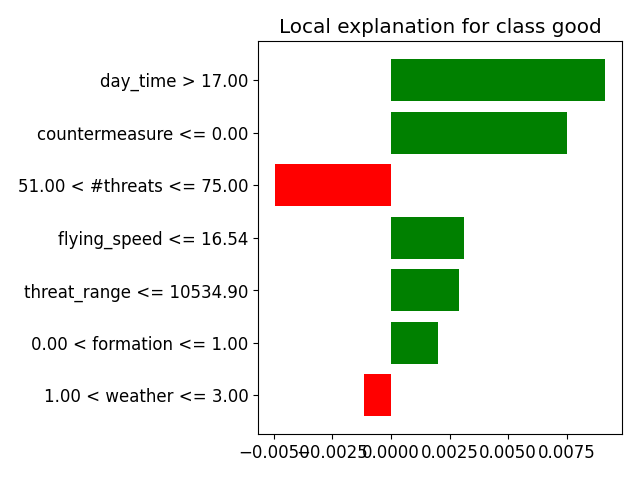 Local explanation for class good
day_time > 17.00
countermeasure <= 0.00
51.00 < #threats <= 75.00
flying_speed <= 16.54
threat_range <= 10534.90
0.00 < formation <= 1.00
1.00 < weather <= 3.00
−0.0050 −0.0025 0.0000 0.0025 0.0050 0.0075